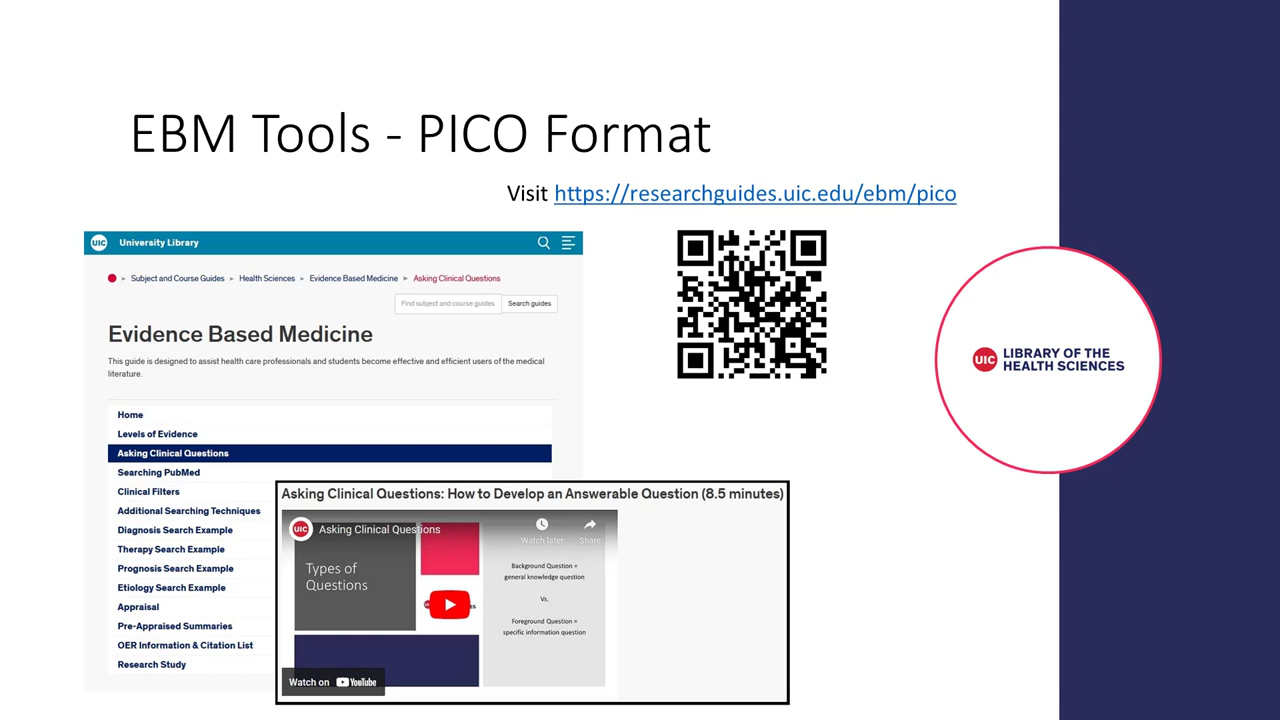 EBM Tools - PICO Format
Visit https://researchguides.uic.edu/ebm/pico
UIC University Library
Subject and Course Guides > Health Sciences > Evidence Based Medicine > Asking Clinical Questions
Find subject and course guides Search guides
Evidence Based Medicine
This guide is designed to assist health care professionals and students become effective and efficient users of the medical
literature.
Home
Levels of Evidence
Asking Clinical Questions
Searching PubMed
Clinical Filters
Additional Searching Techniques
Diagnosis Search Example
Therapy Search Example
Prognosis Search Example
Etiology Search Example
Appraisal
Pre-Appraised Summaries
OER Information & Citation List
Research Study
Asking Clinical Questions: How to Develop an Answerable Question (8.5 minutes)
UIC Asking Clinical Questions
Watch later Share
Types of
Questions
Background Question =
general knowledge question
Vs.
Foreground Question =
specific information question
Watch on YouTube
UIC LIBRARY OF THE
HEALTH SCIENCES